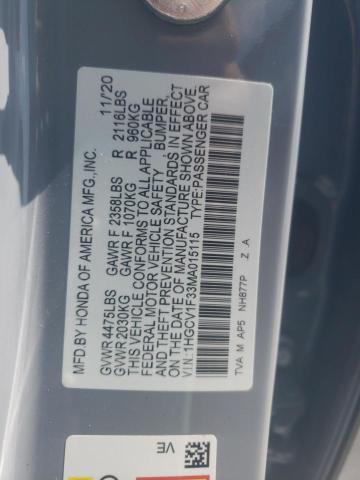 MFD.BY HONDA OF AMERICA MFG.,INC. 11/'20
GVWR 4475LBS GAWR F 2358LBS R 2116LBS
GVWR 2030KG GAWR F 1070KG R 960KG
THIS VEHICLE CONFORMS TO ALL APPLICABLE
FEDERAL MOTOR VEHICLE SAFETY, BUMPER,
AND THEFT PREVENTION STANDARDS IN EFFECT
ON THE DATE OF MANUFACTURE SHOWN ABOVE.
V.I.N.:1HGCV1F33MA015115 TYPE:PASSENGER CAR
TVA M AP5 NH877P Z A
VE